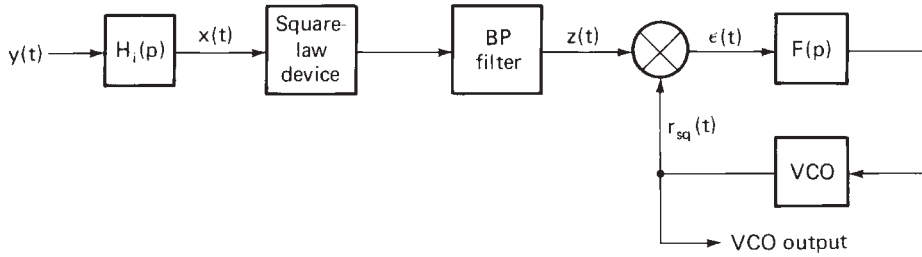 y(t)
H_i(p)
x(t)
Square-
law
device
BP
filter
z(t)
ϵ(t)
F(p)
r_sq(t)
VCO
VCO output